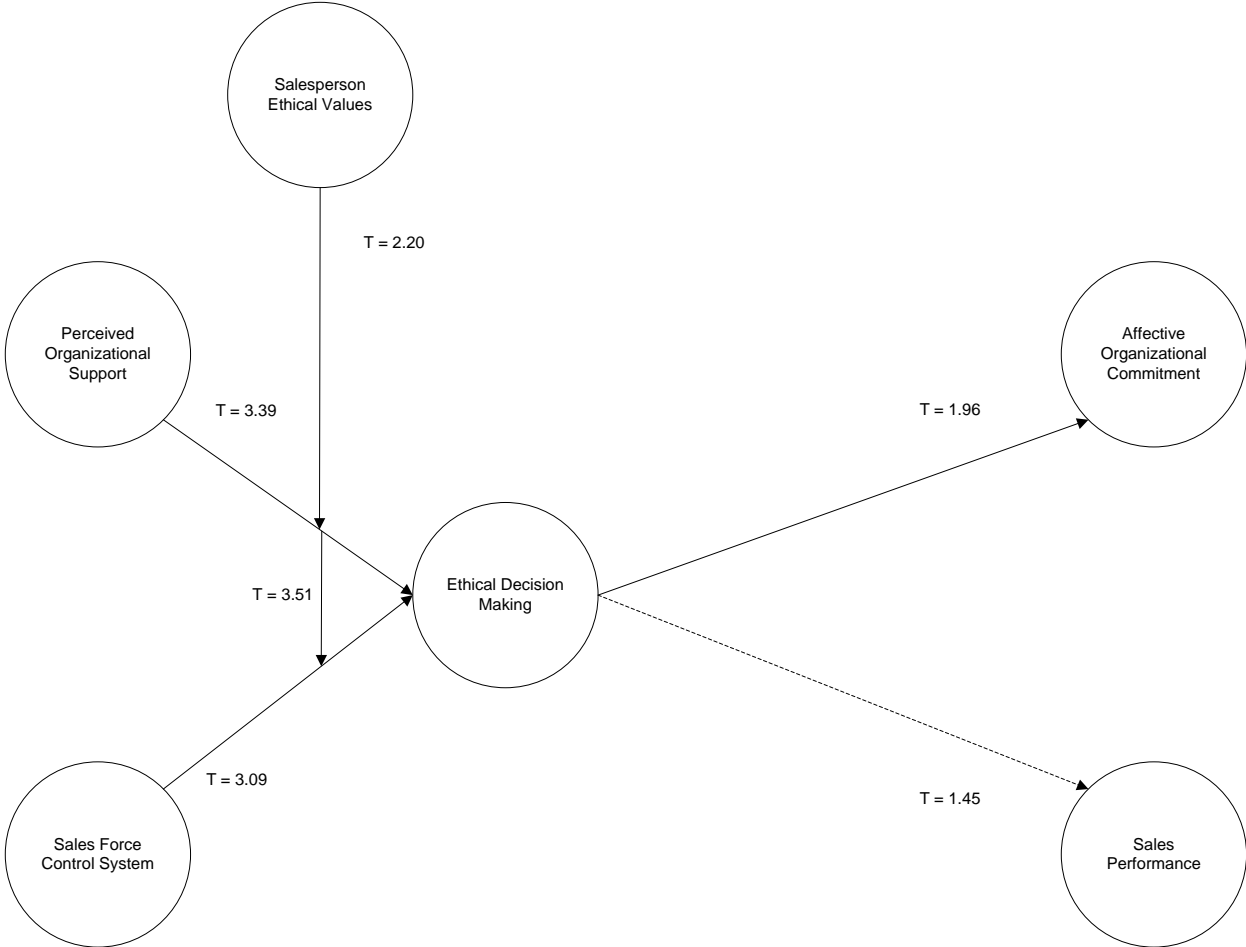 Salesperson
Ethical Values
T = 2.20
Perceived
Organizational
Support
Affective
Organizational
Commitment
T = 3.39
T = 1.96
Ethical Decision
Making
T = 3.51
T = 3.09
T = 1.45
Sales Force
Control System
Sales
Performance